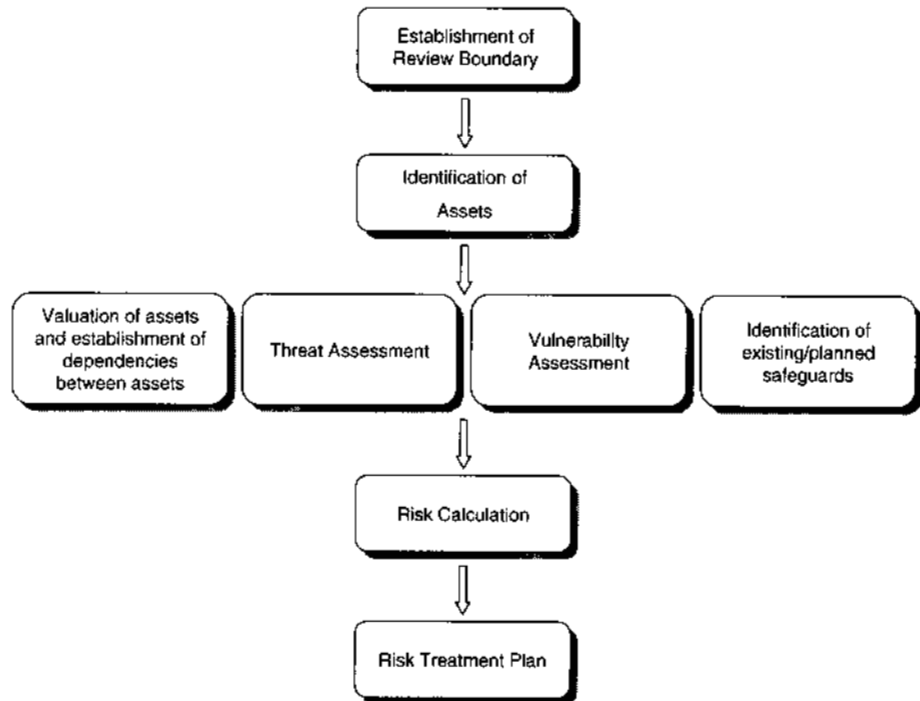 Establishment of
Review Boundary
Identification of
Assets
Valuation of assets
and establishment of
dependencies
between assets
Threat Assessment
Vulnerability
Assessment
Identification of
existing/planned
safeguards
Risk Calculation
Risk Treatment Plan